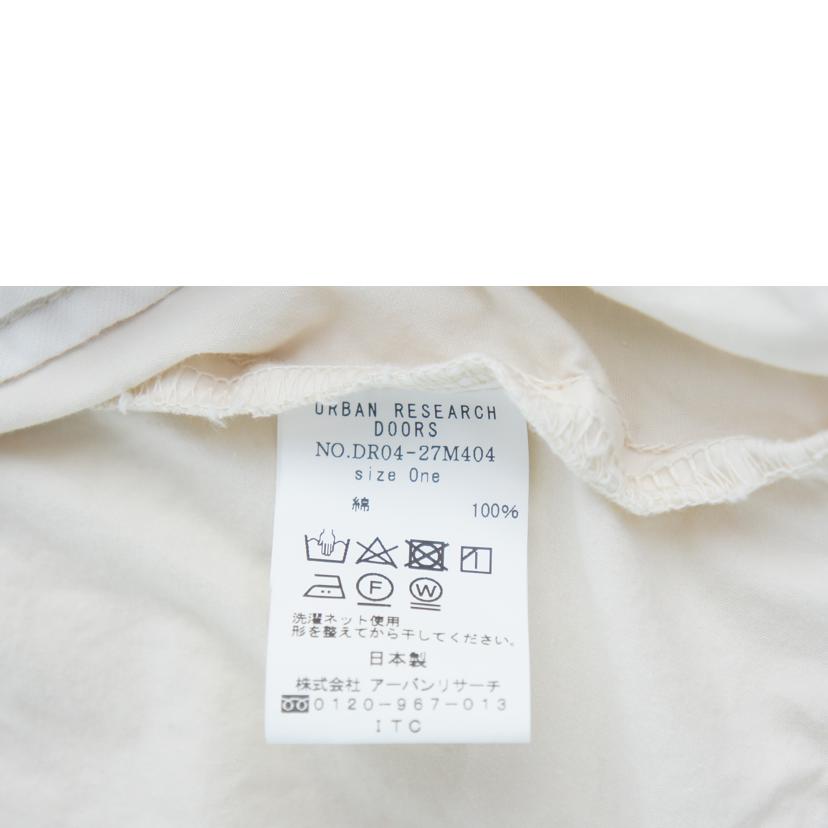 URBAN RESEARCH
DOORS
NO.DR04-27M404
size One
綿 100%
F W
洗濯ネット使用
形を整えてから干してください。
日本製
株式会社 アーバンリサーチ
0120-967-013
ITC